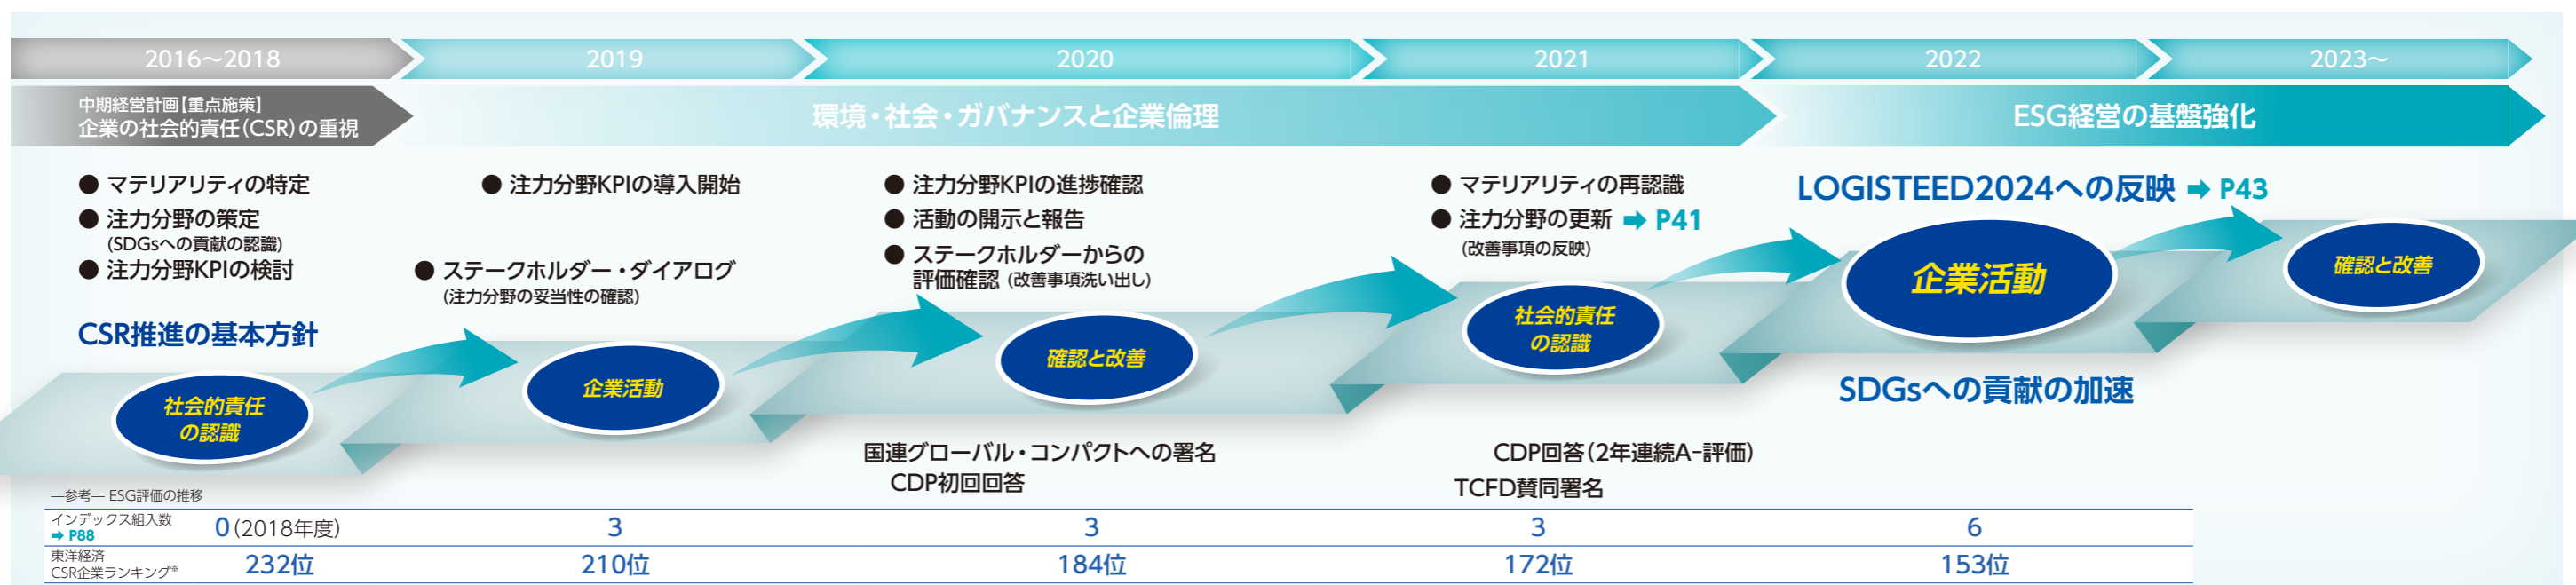 2016～2018
2019
2020
2021
2022
2023～
中期経営計画【重点施策】
企業の社会的責任（CSR）の重視
環境・社会・ガバナンスと企業倫理
ESG経営の基盤強化
● マテリアリティの特定
● 注力分野の策定
(SDGsへの貢献の認識)
● 注力分野KPIの検討
CSR推進の基本方針
社会的責任
の認識
● 注力分野KPIの導入開始
● ステークホルダー・ダイアログ
(注力分野の妥当性の確認)
企業活動
● 注力分野KPIの進捗確認
● 活動の開示と報告
● ステークホルダーからの
評価確認（改善事項洗い出し）
確認と改善
国連グローバル・コンパクトへの署名
CDP初回回答
● マテリアリティの再認識
● 注力分野の更新 ➡ P41
(改善事項の反映)
社会的責任
の認識
CDP回答（2年連続A-評価）
TCFD賛同署名
LOGISTEED2024への反映 ➡ P43
企業活動
SDGsへの貢献の加速
確認と改善
―参考― ESG評価の推移
インデックス組入数
➡ P88
0（2018年度）
3
3
3
6
東洋経済
CSR企業ランキング※
232位
210位
184位
172位
153位